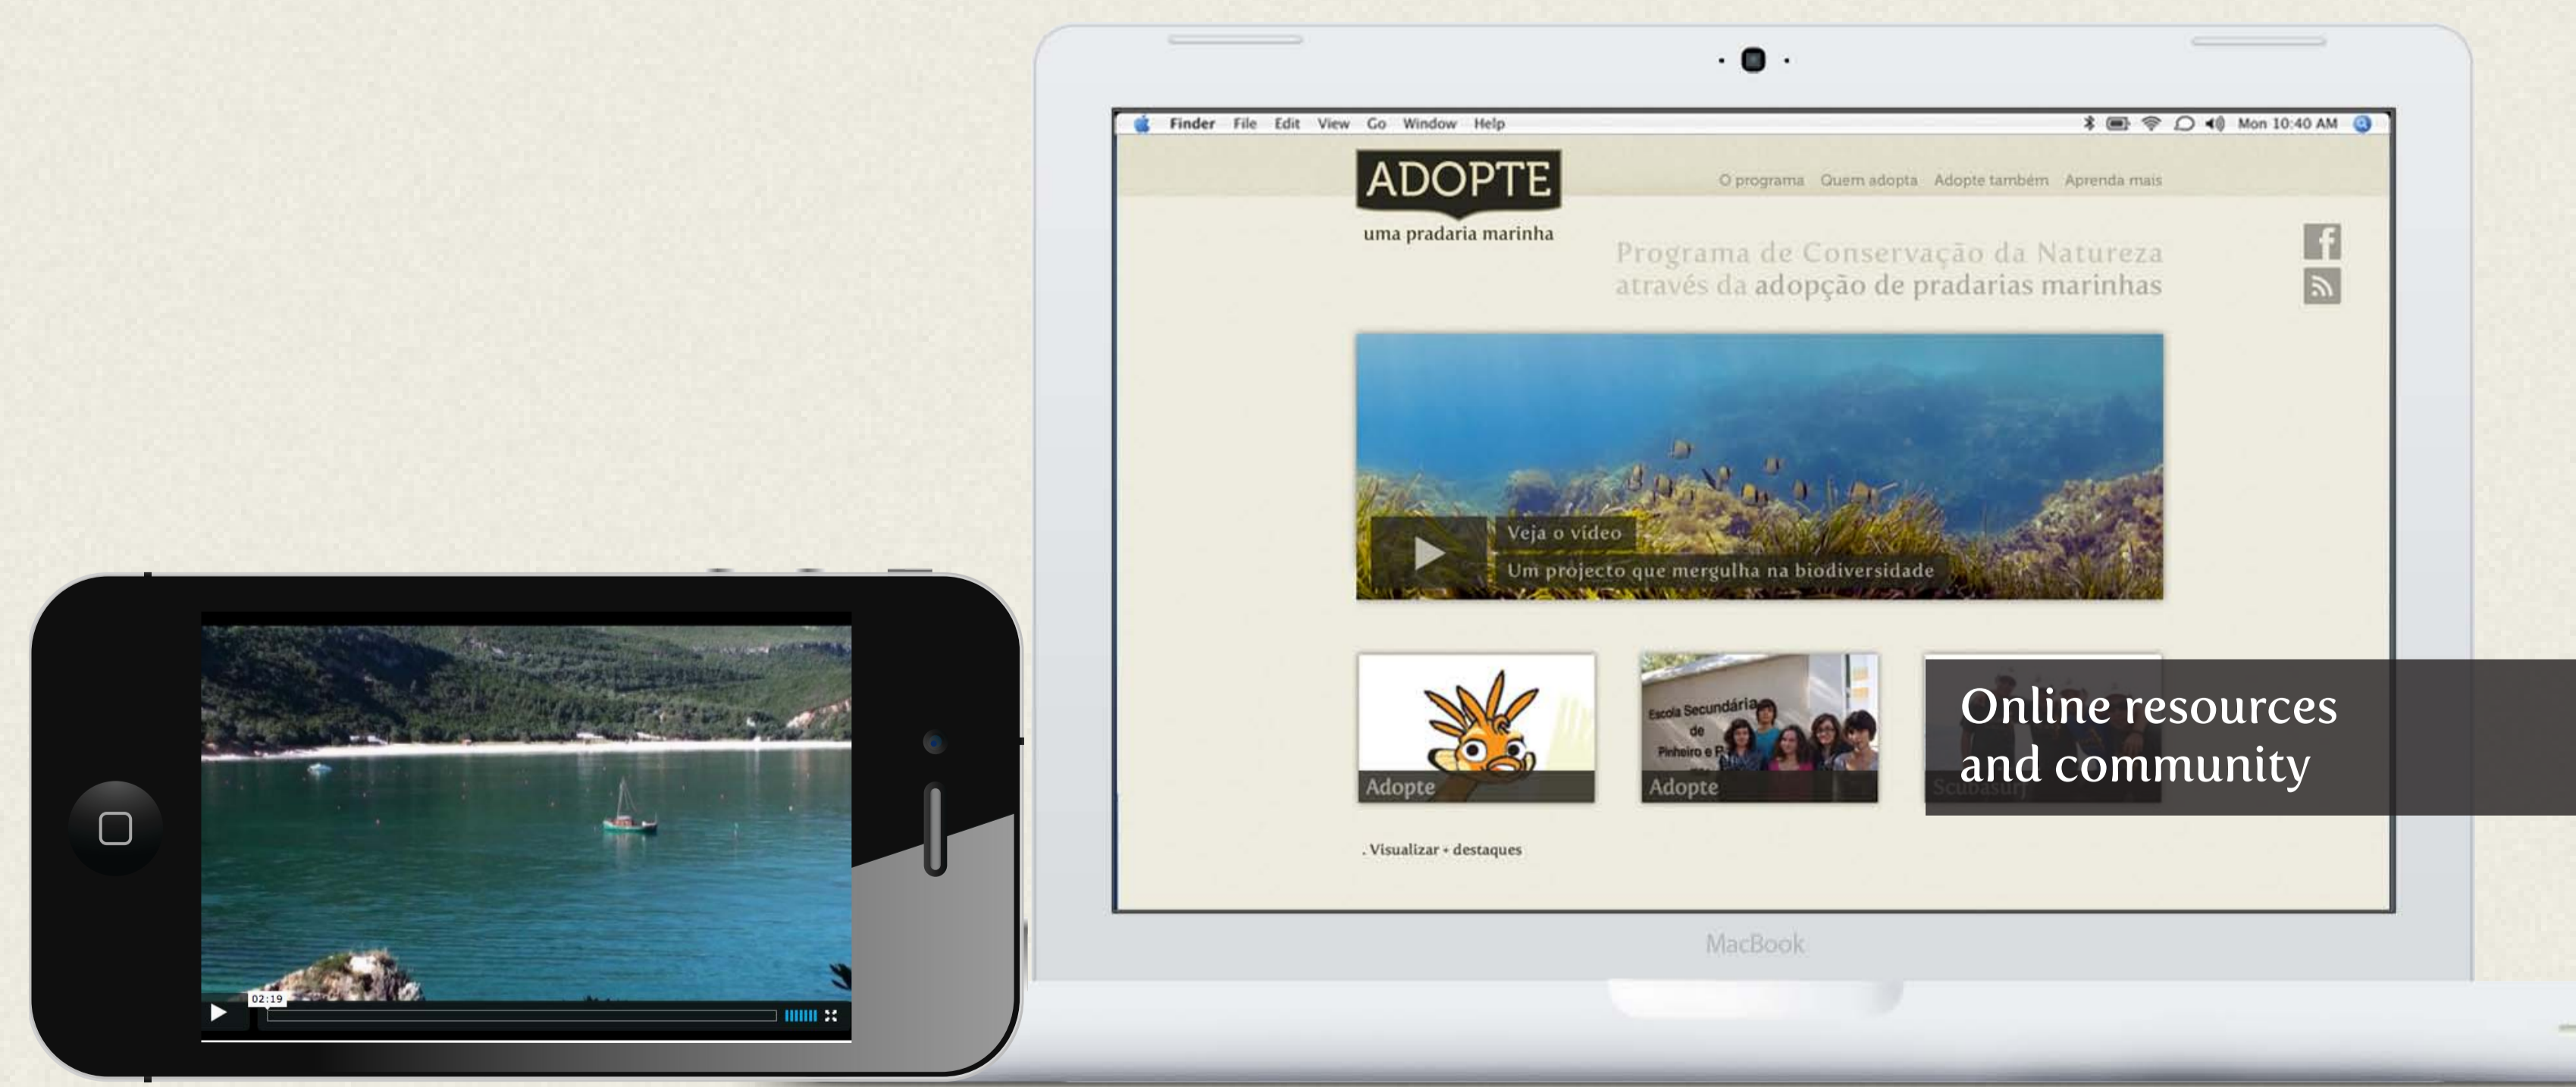 Finder File Edit View Go Window Help
Mon 10:40 AM
ADOPTE
uma pradaria marinha
O programa Quem adopta Adopte também Aprenda mais
Programa de Conservação da Natureza
através da adopção de pradarias marinhas
Veja o vídeo
Um projecto que mergulha na biodiversidade
Escola Secundária
de
Pinheiro e
Adopte
Adopte
Scubasurf
Online resources
and community
. Visualizar + destaques
MacBook
02:19